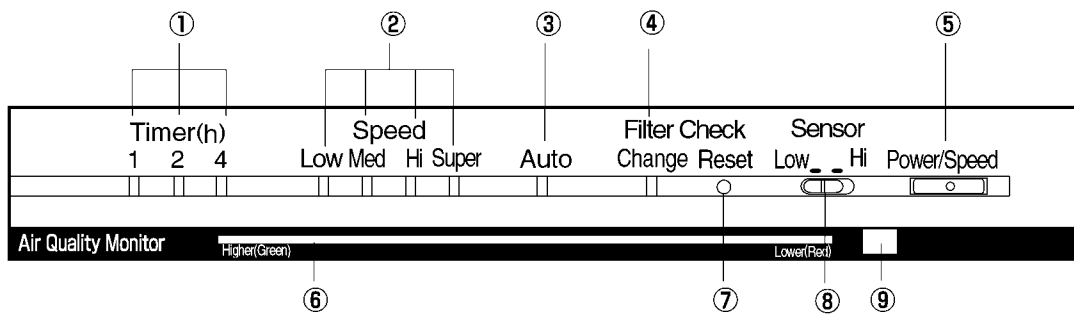 ① ② ③ ④ ⑤
Timer(h) Speed Filter Check Sensor
1 2 4 Low Med Hi Super Auto Change Reset Low Hi Power/Speed
Air Quality Monitor Higher(Green) Lower(Red)
⑥ ⑦ ⑧ ⑨